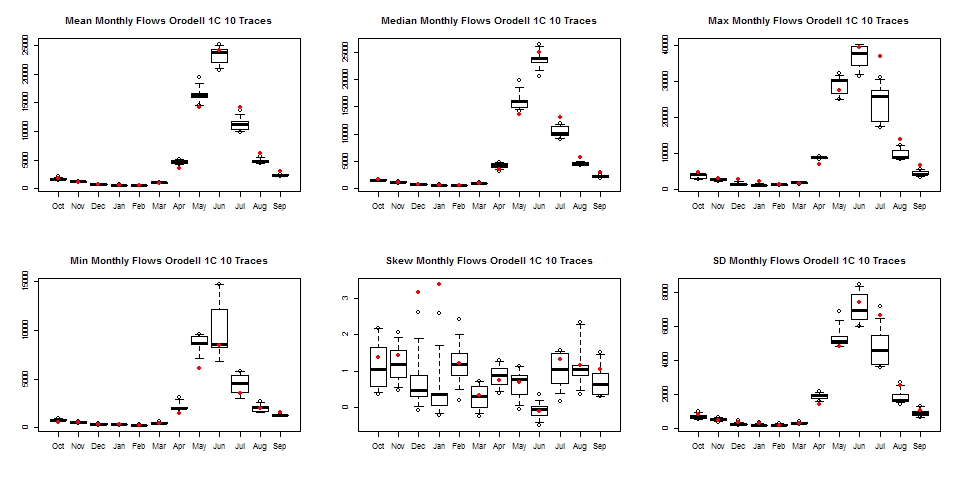 Mean Monthly Flows Orodell 1C 10 Traces
25000
20000
15000
10000
5000
0
Oct Nov Dec Jan Feb Mar Apr May Jun Jul Aug Sep
Median Monthly Flows Orodell 1C 10 Traces
25000
20000
15000
10000
5000
0
Oct Nov Dec Jan Feb Mar Apr May Jun Jul Aug Sep
Max Monthly Flows Orodell 1C 10 Traces
40000
30000
20000
10000
0
Oct Nov Dec Jan Feb Mar Apr May Jun Jul Aug Sep
Min Monthly Flows Orodell 1C 10 Traces
15000
10000
5000
0
Oct Nov Dec Jan Feb Mar Apr May Jun Jul Aug Sep
Skew Monthly Flows Orodell 1C 10 Traces
3
2
1
0
Oct Nov Dec Jan Feb Mar Apr May Jun Jul Aug Sep
SD Monthly Flows Orodell 1C 10 Traces
8000
6000
4000
2000
0
Oct Nov Dec Jan Feb Mar Apr May Jun Jul Aug Sep